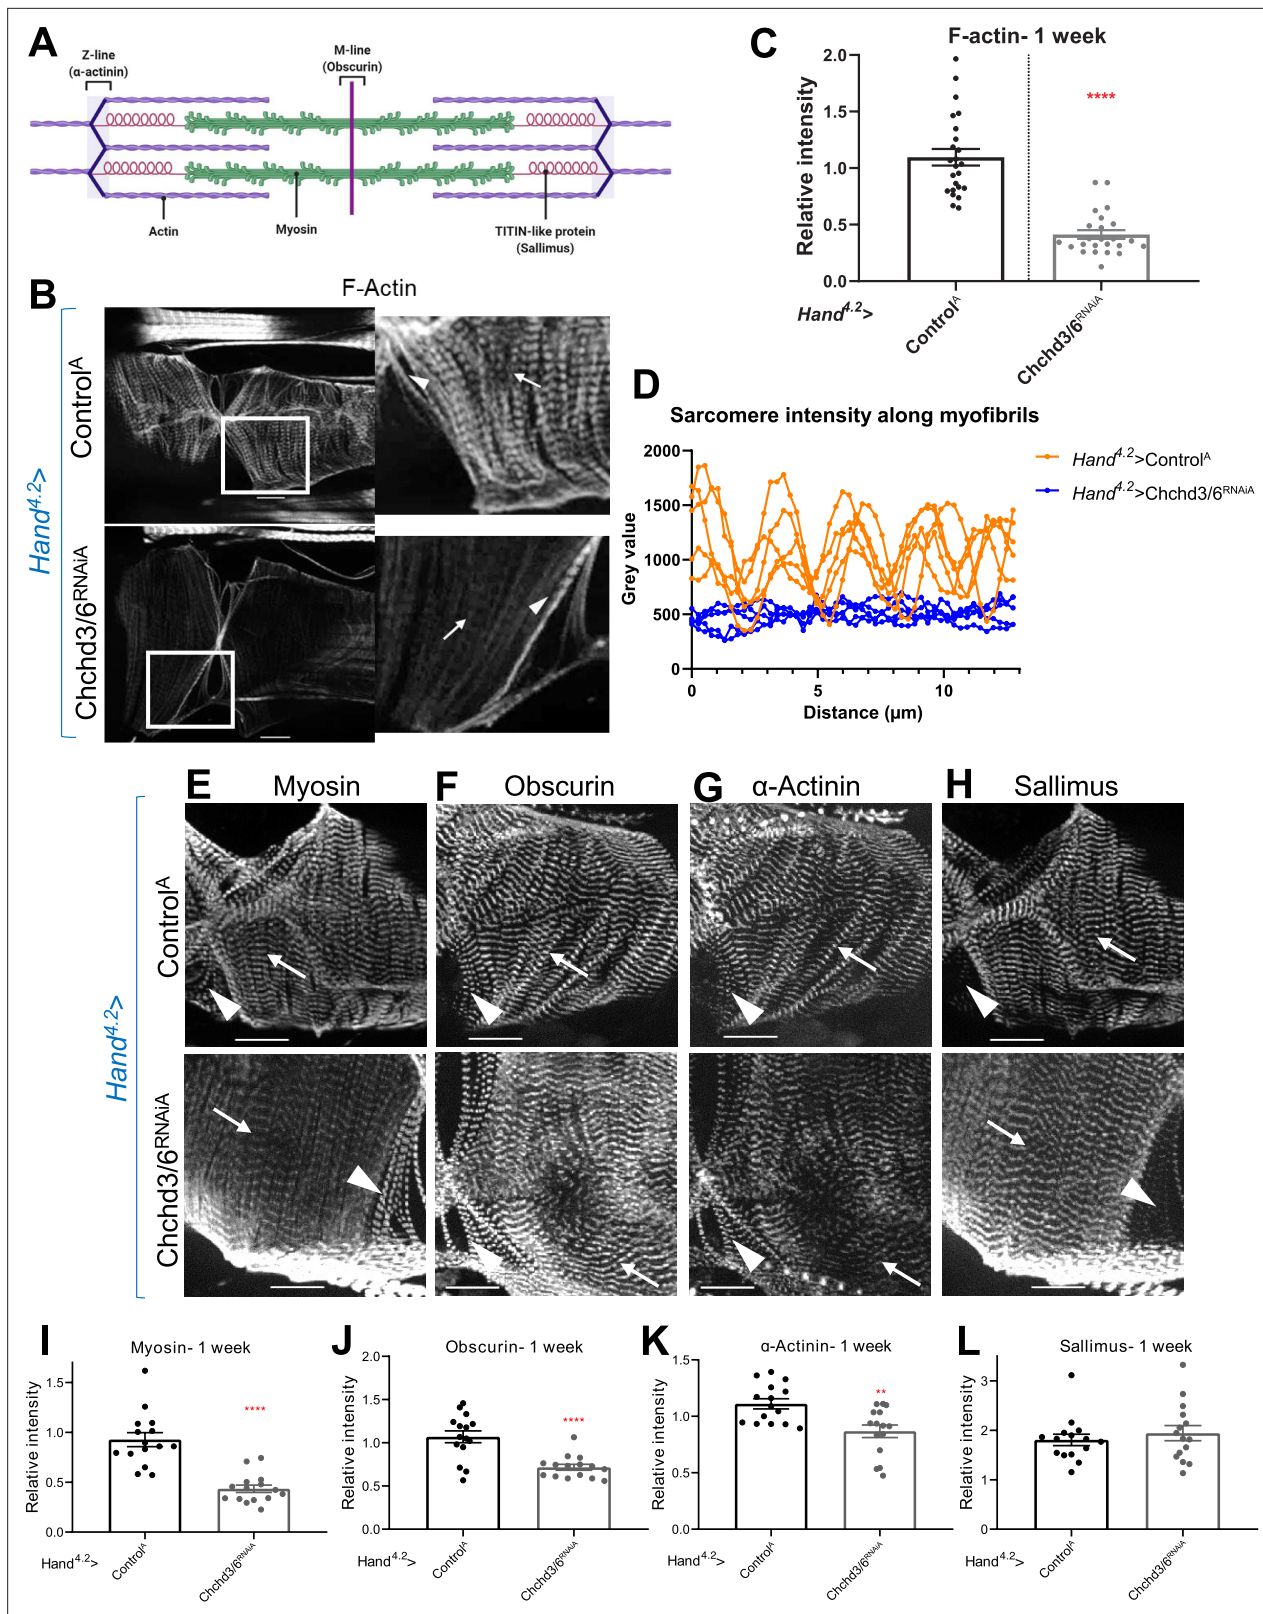 A
Z-line
(α-actinin)
M-line
(Obscurin)
Actin
Myosin
TITIN-like protein
(Sallimus)
B
F-Actin
Hand4.2>
ControlA
Chchd3/6RNAiA
C
F-actin- 1 week
Relative intensity
2.0
1.5
1.0
0.5
0.0
****
Hand4.2>
ControlA
Chchd3/6RNAiA
D
Sarcomere intensity along myofibrils
Grey value
2000
1500
1000
500
0
0 5 10
Distance (µm)
Hand4.2>ControlA
Hand4.2>Chchd3/6RNAiA
E Myosin
F Obscurin
G α-Actinin
H Sallimus
Hand4.2>
ControlA
Chchd3/6RNAiA
I
Myosin- 1 week
Relative intensity
1.5
1.0
0.5
0.0
****
Hand4.2>
ControlA
Chchd3/6RNAiA
J
Obscurin- 1 week
Relative intensity
2.0
1.5
1.0
0.5
0.0
****
Hand4.2>
ControlA
Chchd3/6RNAiA
K
α-Actinin- 1 week
Relative intensity
1.5
1.0
0.5
0.0
**
Hand4.2>
ControlA
Chchd3/6RNAiA
L
Sallimus- 1 week
Relative intensity
3
2
1
0
Hand4.2>
ControlA
Chchd3/6RNAiA